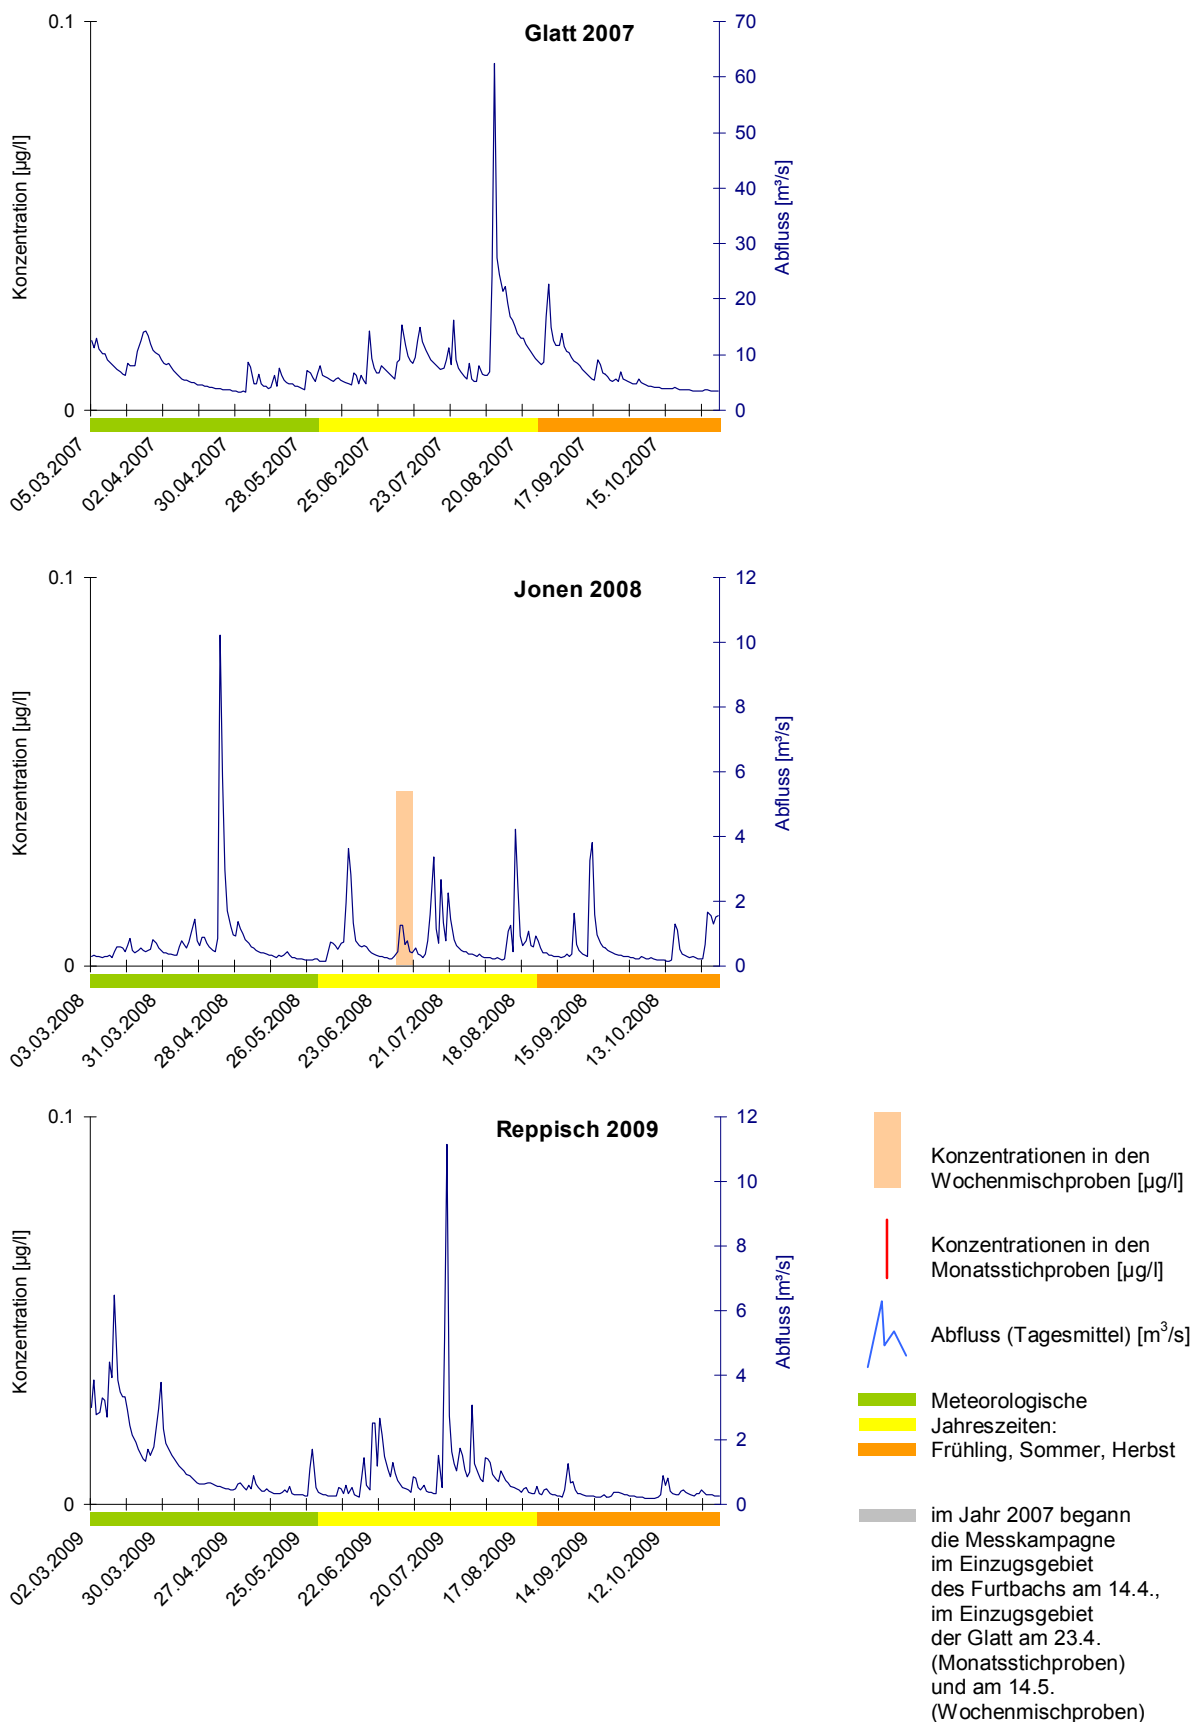 Glatt 2007
Konzentration [µg/l]
0.1
0
Abfluss [m³/s]
70
60
50
40
30
20
10
0
05.03.2007
02.04.2007
30.04.2007
28.05.2007
25.06.2007
23.07.2007
20.08.2007
17.09.2007
15.10.2007
Jonen 2008
Konzentration [µg/l]
0.1
0
Abfluss [m³/s]
12
10
8
6
4
2
0
03.03.2008
31.03.2008
28.04.2008
26.05.2008
23.06.2008
21.07.2008
18.08.2008
15.09.2008
13.10.2008
Reppisch 2009
Konzentration [µg/l]
0.1
0
Abfluss [m³/s]
12
10
8
6
4
2
0
02.03.2009
30.03.2009
27.04.2009
25.05.2009
22.06.2009
20.07.2009
17.08.2009
14.09.2009
12.10.2009
Konzentrationen in den
Wochenmischproben [µg/l]
Konzentrationen in den
Monatsstichproben [µg/l]
Abfluss (Tagesmittel) [m³/s]
Meteorologische
Jahreszeiten:
Frühling, Sommer, Herbst
im Jahr 2007 begann
die Messkampagne
im Einzugsgebiet
des Furtbachs am 14.4.,
im Einzugsgebiet
der Glatt am 23.4.
(Monatsstichproben)
und am 14.5.
(Wochenmischproben)